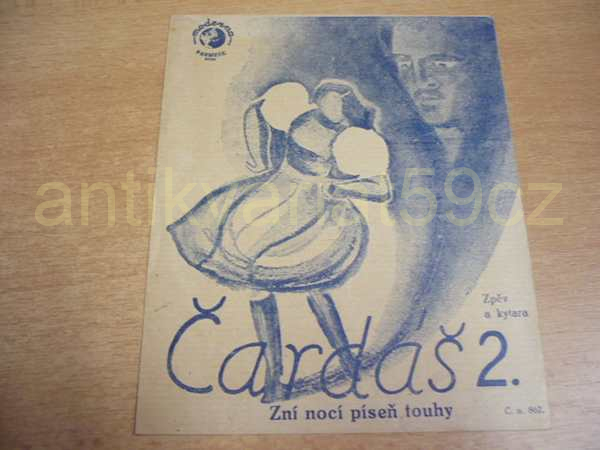 moderna
antikvariat59cz
Zpěv
a kytara
Čardáš 2.
Zní nocí píseň touhy
C. n. 862.